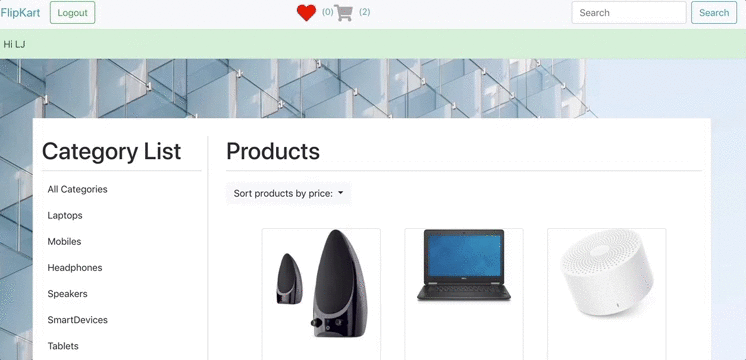 FlipKart Logout (0) (2) Search Search
Hi LJ
Category List
All Categories
Laptops
Mobiles
Headphones
Speakers
SmartDevices
Tablets
Products
Sort products by price: